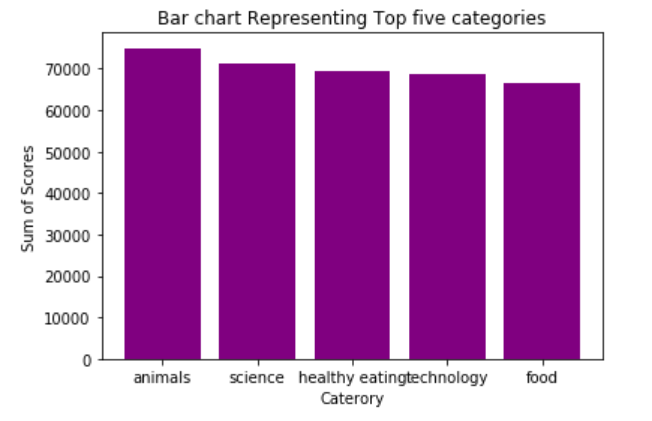 Bar chart Representing Top five categories
Sum of Scores
70000
60000
50000
40000
30000
20000
10000
0
animals science healthy eating technology food
Caterory